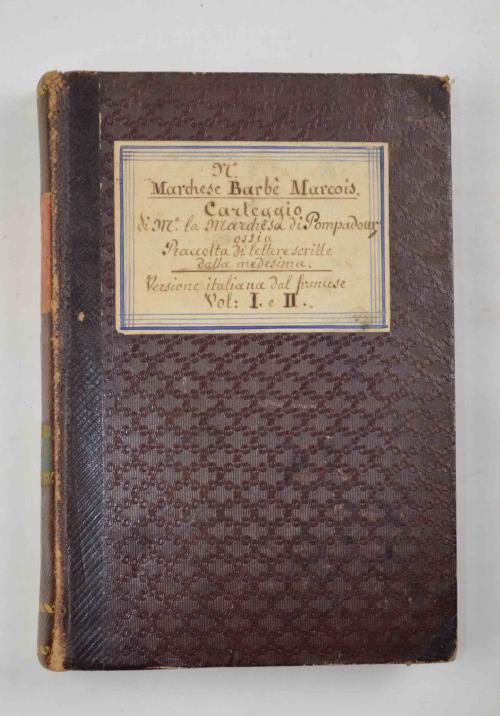 N.
Marchese Barbè Marcois.
Carteggio
di M.a la Marchesa di Pompadour
ossia
Raccolta di lettere scritte
dalla medesima.
Versione italiana dal francese
Vol: I. e II.